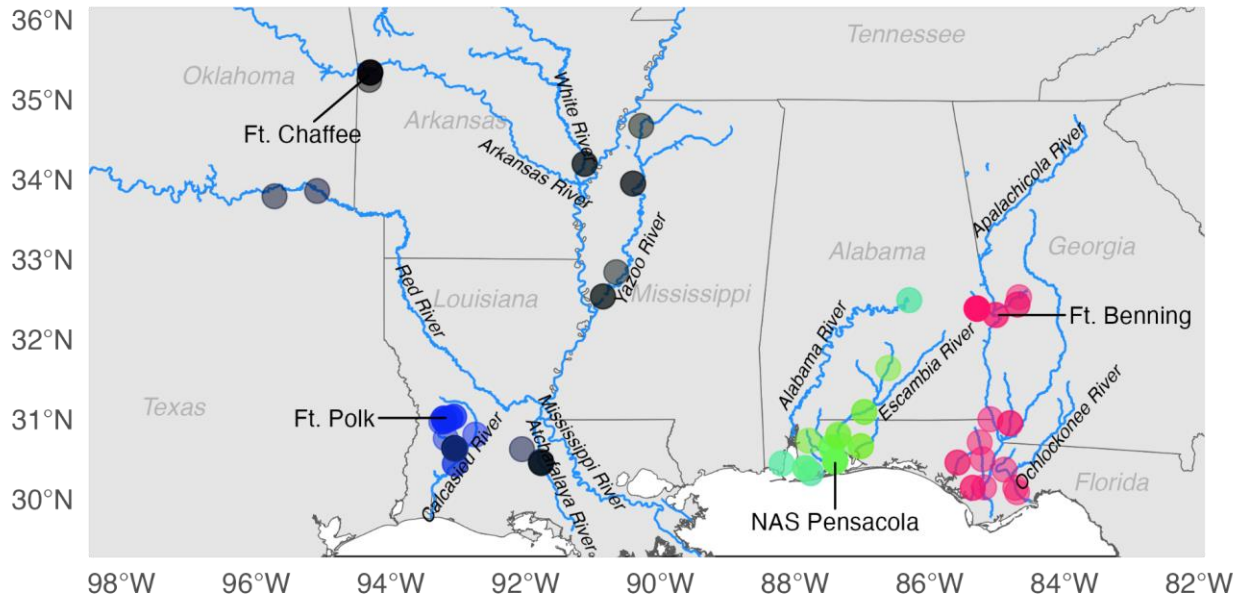 36°N
Tennessee
Oklahoma
35°N
White River
Ft. Chaffee
Arkansas
Arkansas River
Apalachicola River
34°N
33°N
Alabama
Georgia
Red River
Louisiana
Yazoo River
Mississippi
Ft. Benning
32°N
Alabama River
Escambia River
Texas
31°N
Ft. Polk
Mississippi River
Ochlockonee River
Calcasieu River
Atchafalaya River
30°N
Florida
NAS Pensacola
98°W 96°W 94°W 92°W 90°W 88°W 86°W 84°W 82°W